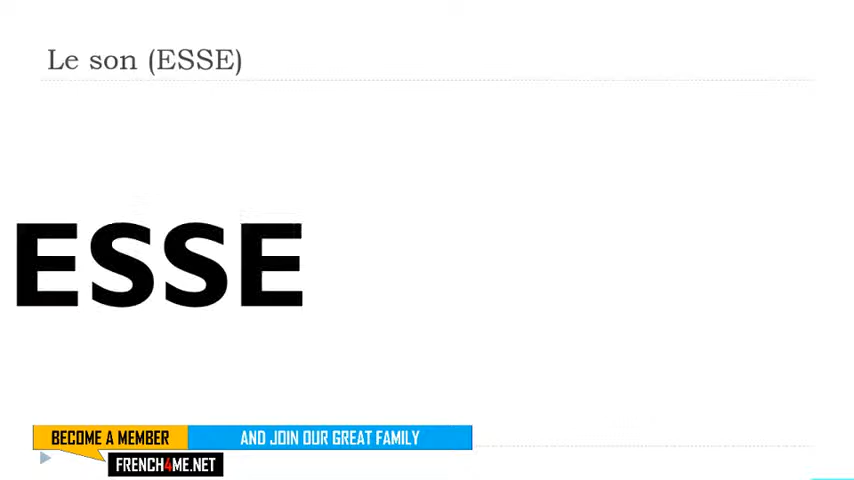 Le son (ESSE)
ESSE
BECOME A MEMBER AND JOIN OUR GREAT FAMILY
FRENCH4ME.NET